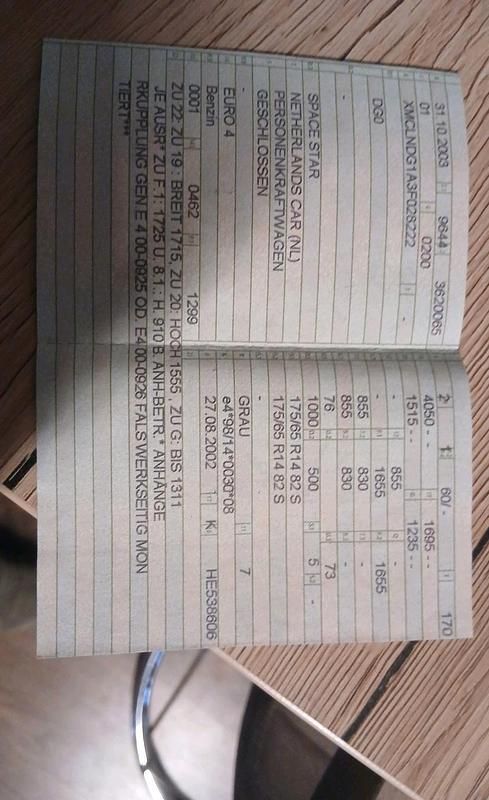 31.10.2003 9644 3620065
01 0200
XMCLNDG1A3F028222 -
DG0
-
SPACE STAR
NETHERLANDS CAR (NL)
PERSONENKRAFTWAGEN
GESCHLOSSEN
-
EURO 4
Benzin
0001 0462 1299
2 60/- 170
4050 - - 1695 - -
1515 - - 1235 - -
- 855 -
- 1655 1655
855 830 -
855 830 -
76 - 73
1000 500 5 -
175/65 R14 82 S
175/65 R14 82 S
-
GRAU 7
e4*98/14*0030*08
27.08.2002 K HE538606
ZU 22: ZU 19 : BREIT 1715, ZU 20: HOCH 1555 , ZU G: BIS 1311
JE AUSR* ZU F.1: 1725 U. 8.1.: H. 910 B. ANH-BETR.* ANHÄNGE
RKUPPLUNG GEN E 4 00-0925 OD. E4 00-0926 FALS WERKSEITIG MON
TIERT**